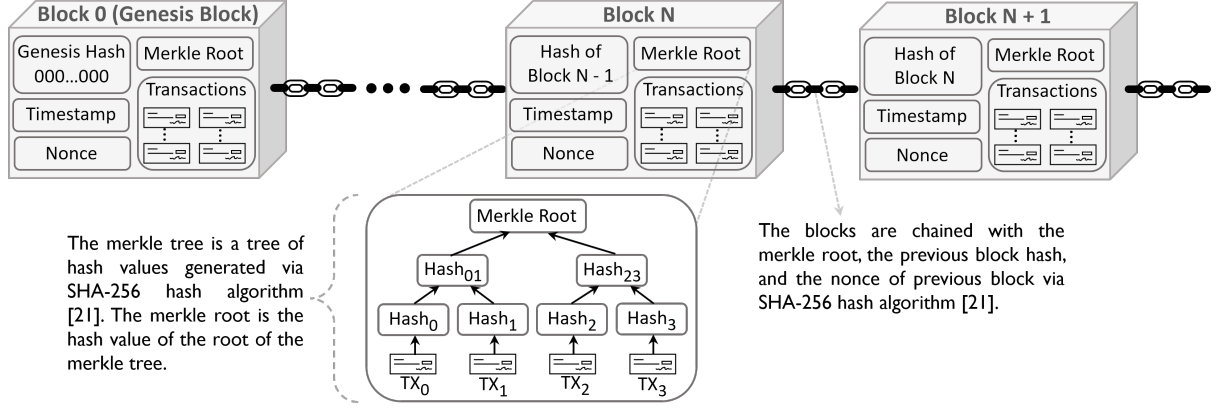 Block 0 (Genesis Block)
Genesis Hash
000...000
Merkle Root
Transactions
Timestamp
Nonce
Block N
Hash of
Block N - 1
Merkle Root
Transactions
Timestamp
Nonce
Block N + 1
Hash of
Block N
Merkle Root
Transactions
Timestamp
Nonce
The merkle tree is a tree of
hash values generated via
SHA-256 hash algorithm
[21]. The merkle root is the
hash value of the root of the
merkle tree.
Merkle Root
Hash01 Hash23
Hash0 Hash1 Hash2 Hash3
TX0 TX1 TX2 TX3
The blocks are chained with the
merkle root, the previous block hash,
and the nonce of previous block via
SHA-256 hash algorithm [21].